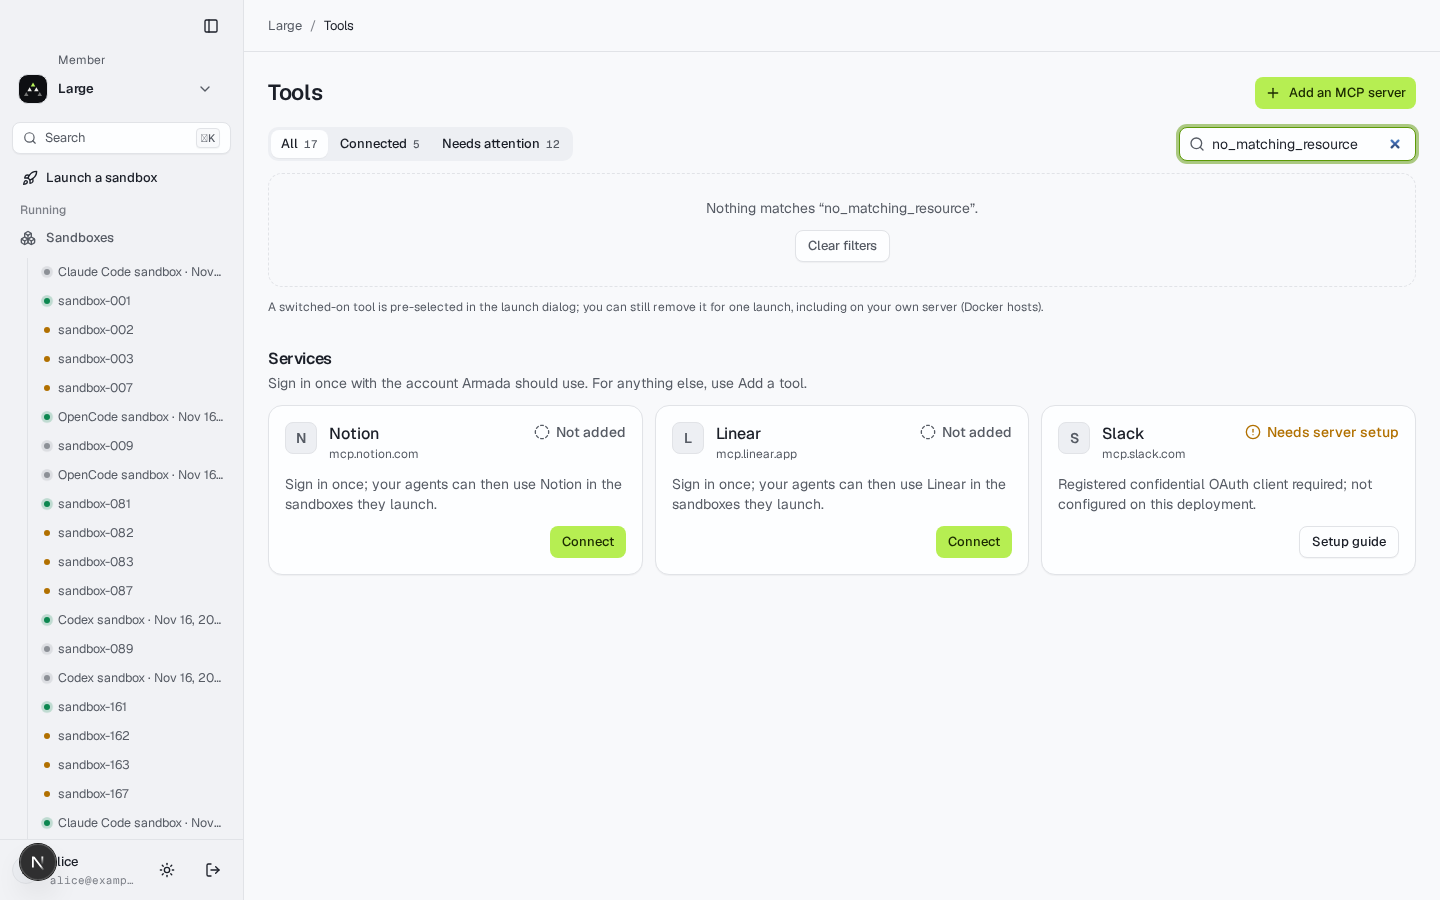 Member
Large
Search
K
Launch a sandbox
Running
Sandboxes
Claude Code sandbox · Nov...
sandbox-001
sandbox-002
sandbox-003
sandbox-007
OpenCode sandbox · Nov 16...
sandbox-009
OpenCode sandbox · Nov 16...
sandbox-081
sandbox-082
sandbox-083
sandbox-087
Codex sandbox · Nov 16, 20...
sandbox-089
Codex sandbox · Nov 16, 20...
sandbox-161
sandbox-162
sandbox-163
sandbox-167
Claude Code sandbox · Nov...
N
lice
alice@examp...
Large / Tools
Tools
Add an MCP server
All 17
Connected 5
Needs attention 12
no_matching_resource
Nothing matches “no_matching_resource”.
Clear filters
A switched-on tool is pre-selected in the launch dialog; you can still remove it for one launch, including on your own server (Docker hosts).
Services
Sign in once with the account Armada should use. For anything else, use Add a tool.
N
Notion
mcp.notion.com
Not added
Sign in once; your agents can then use Notion in the
sandboxes they launch.
Connect
L
Linear
mcp.linear.app
Not added
Sign in once; your agents can then use Linear in the
sandboxes they launch.
Connect
S
Slack
mcp.slack.com
Needs server setup
Registered confidential OAuth client required; not
configured on this deployment.
Setup guide